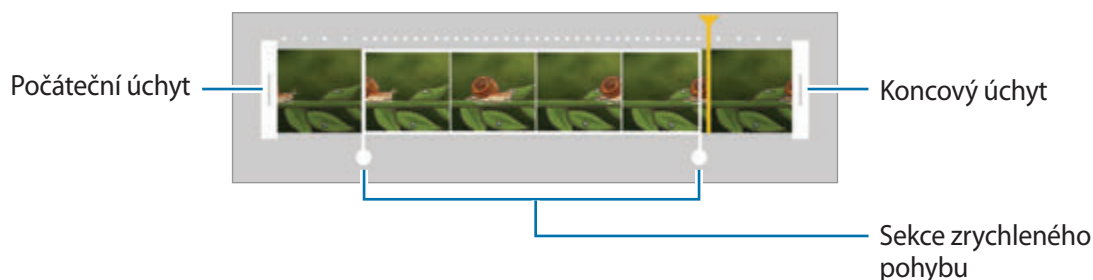 Počáteční úchyt
Koncový úchyt
Sekce zrychleného
pohybu